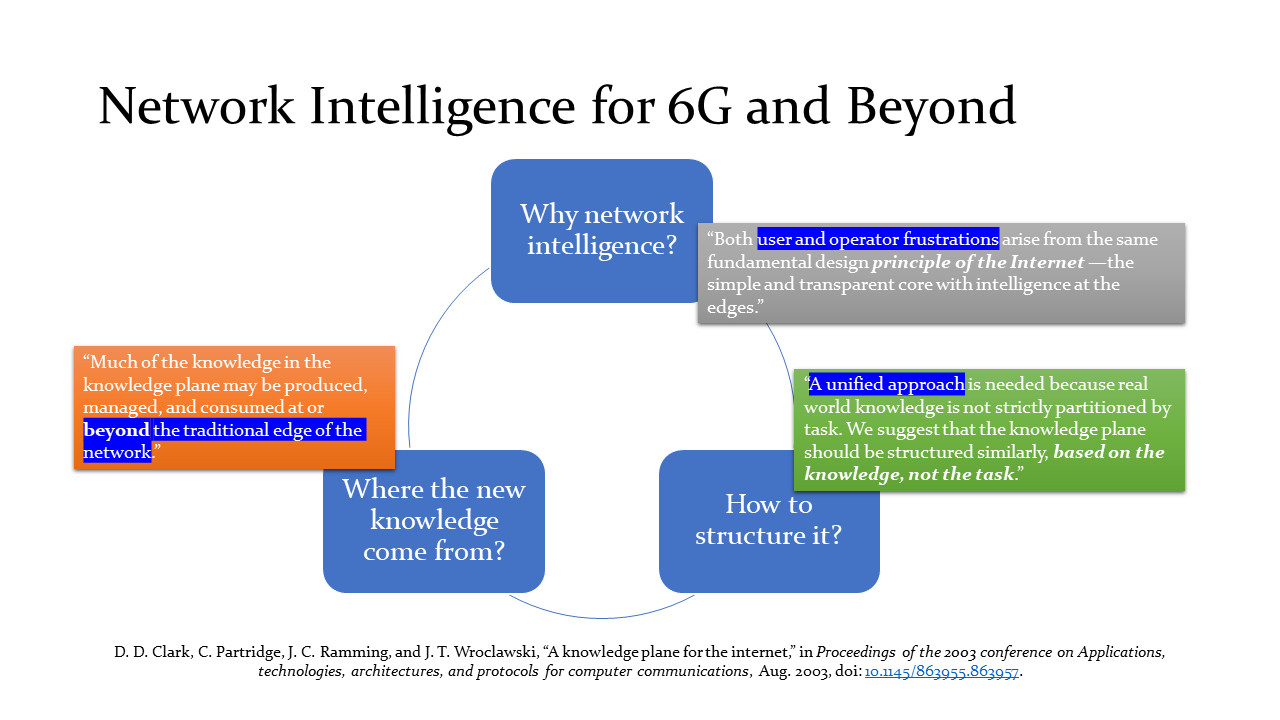 Network Intelligence for 6G and Beyond
Why network
intelligence?
“Both user and operator frustrations arise from the same
fundamental design principle of the Internet —the
simple and transparent core with intelligence at the
edges.”
“Much of the knowledge in the
knowledge plane may be produced,
managed, and consumed at or
beyond the traditional edge of the
network.”
“A unified approach is needed because real
world knowledge is not strictly partitioned by
task. We suggest that the knowledge plane
should be structured similarly, based on the
knowledge, not the task.”
Where the new
knowledge
come from?
How to
structure it?
D. D. Clark, C. Partridge, J. C. Ramming, and J. T. Wroclawski, “A knowledge plane for the internet,” in Proceedings of the 2003 conference on Applications,
technologies, architectures, and protocols for computer communications, Aug. 2003, doi: 10.1145/863955.863957.